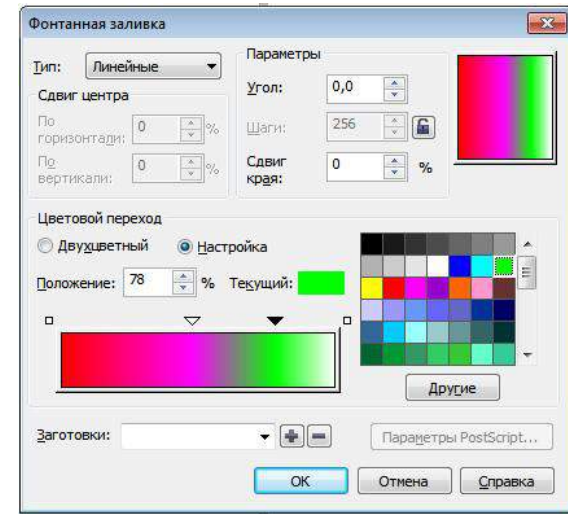 Фонтанная заливка
Тип: Линейные
Сдвиг центра
По горизонтали: 0 %
По вертикали: 0 %
Параметры
Угол: 0,0
Шаги: 256
Сдвиг края: 0 %
Цветовой переход
Двухцветный Настройка
Положение: 78 % Текущий:
Другие
Заготовки:
Параметры PostScript...
ОК Отмена Справка